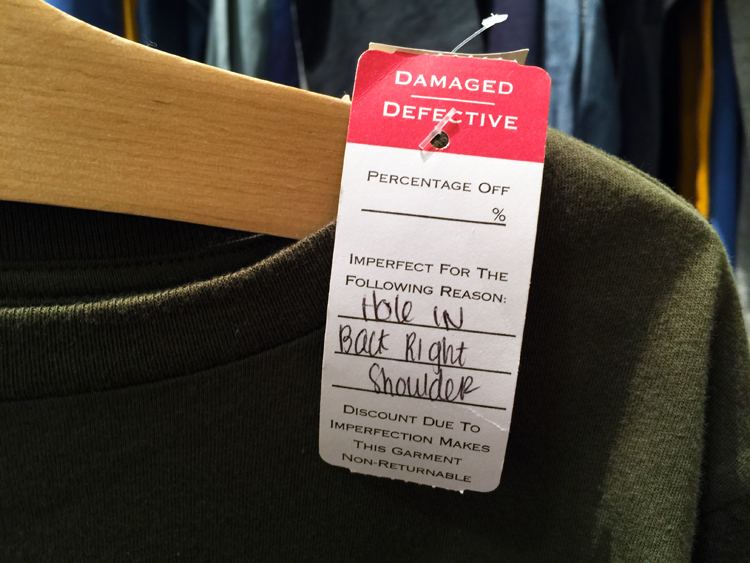 DAMAGED
DEFECTIVE
PERCENTAGE OFF
%
IMPERFECT FOR THE
FOLLOWING REASON:
Hole IN
Back Right
Shoulder
DISCOUNT DUE TO
IMPERFECTION MAKES
THIS GARMENT
NON-RETURNABLE